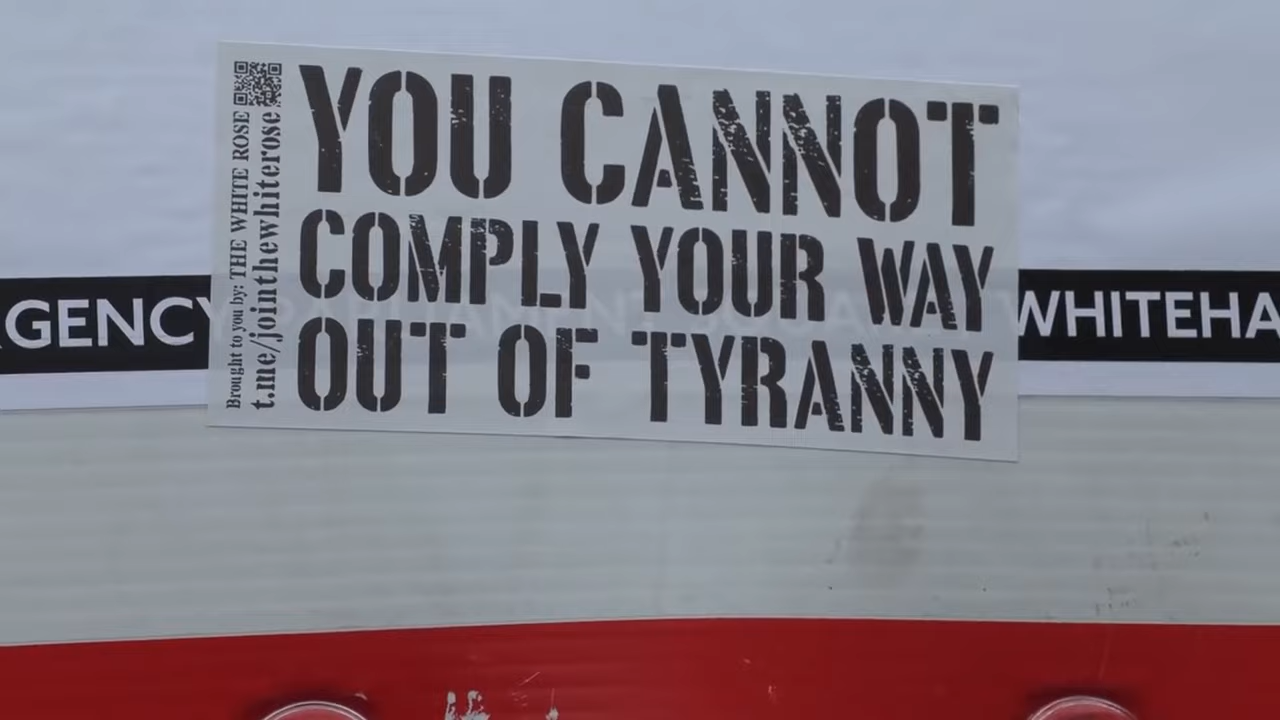 YOU CANNOT
COMPLY YOUR WAY
OUT OF TYRANNY
Brought to you by: THE WHITE ROSE
t.me/jointhewhiterose
GENCY
WHITEHA